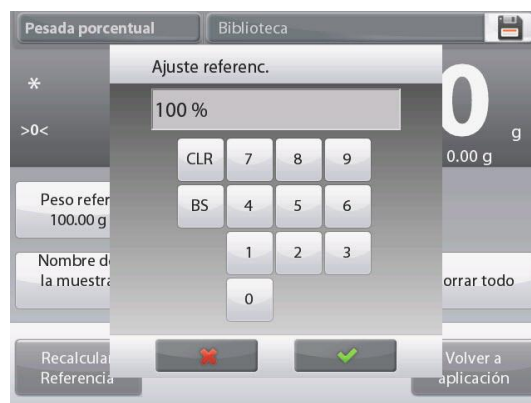 Pesada porcentual
Biblioteca
Ajuste referenc.
*
100 %
>0<
0
g
0.00 g
CLR 7 8 9
Peso refer
100.00 g
BS 4 5 6
1 2 3
Nombre d
la muestra
orrar todo
0
Recalcular
Referencia
Volver a
aplicación